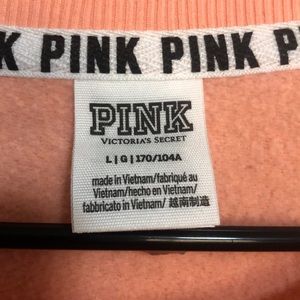 K PINK PINK PIN
PINK
VICTORIA'S SECRET
L | G | 170/104A
made in Vietnam/fabriqué au
Vietnam/hecho en Vietnam/
fabbricato in Vietnam/ 越南制造